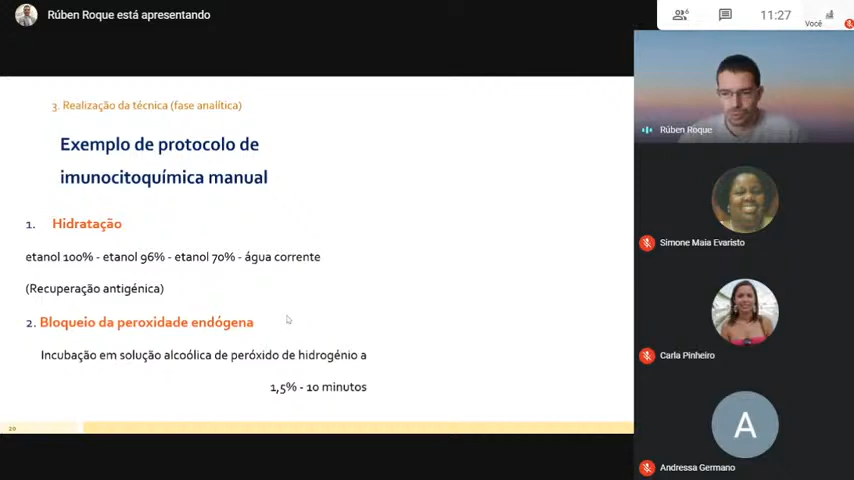 Rúben Roque está apresentando
6
11:27
Você
3. Realização da técnica (fase analítica)
Exemplo de protocolo de
imunocitoquímica manual
1. Hidratação
etanol 100% - etanol 96% - etanol 70% - água corrente
(Recuperação antigénica)
2. Bloqueio da peroxidade endógena
Incubação em solução alcoólica de peróxido de hidrogénio a
1,5% - 10 minutos
20
Rúben Roque
Simone Maia Evaristo
Carla Pinheiro
A
Andressa Germano